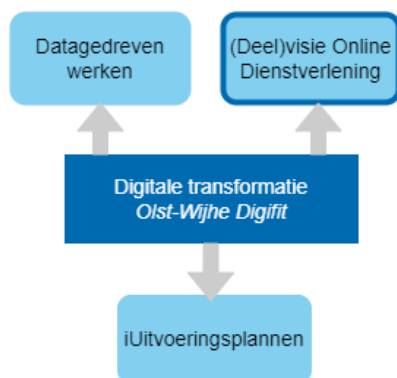 Datagedreven
werken
(Deel)visie Online
Dienstverlening
Digitale transformatie
Olst-Wijhe Digifit
iUitvoeringsplannen